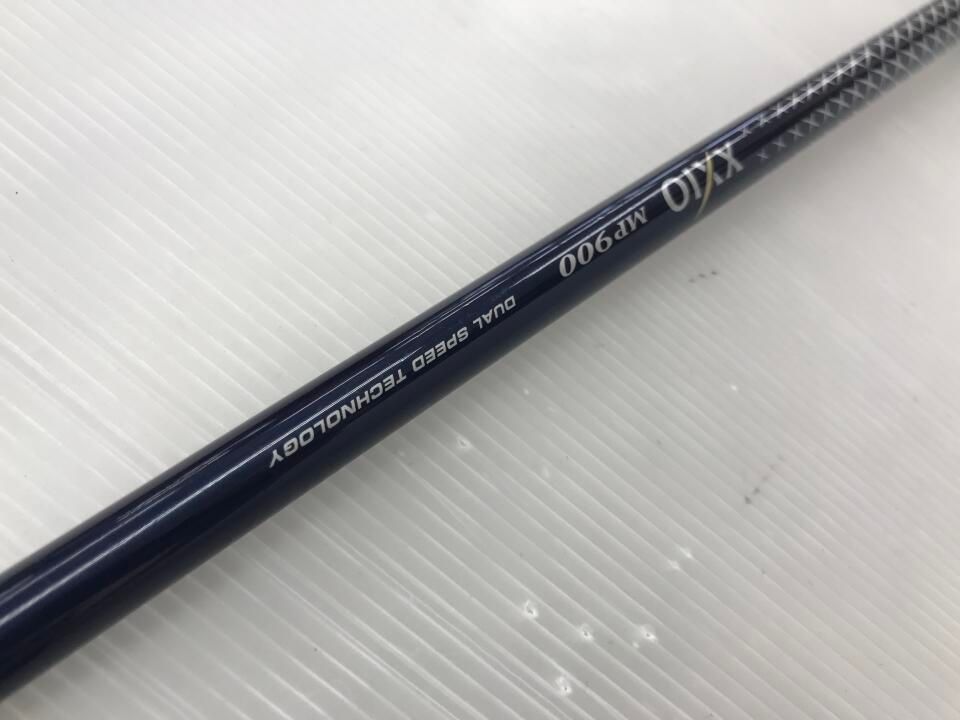 XXIO
MP900
DUAL SPEED TECHNOLOGY